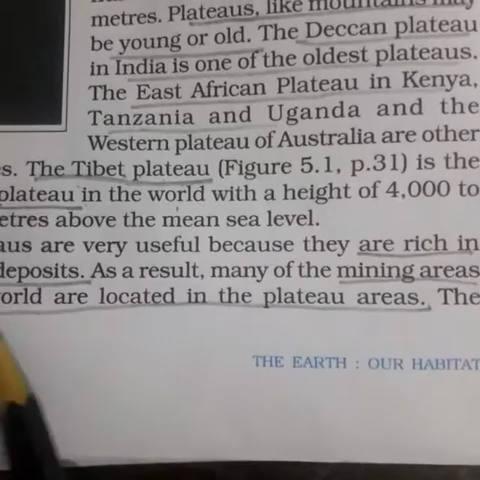 metres. Plateaus, like mountains may
be young or old. The Deccan plateau
in India is one of the oldest plateaus.
The East African Plateau in Kenya,
Tanzania and Uganda and the
Western plateau of Australia are other
s. The Tibet plateau (Figure 5.1, p.31) is the
plateau in the world with a height of 4,000 to
etres above the mean sea level.
aus are very useful because they are rich in
deposits. As a result, many of the mining areas
orld are located in the plateau areas. The
THE EARTH : OUR HABITAT